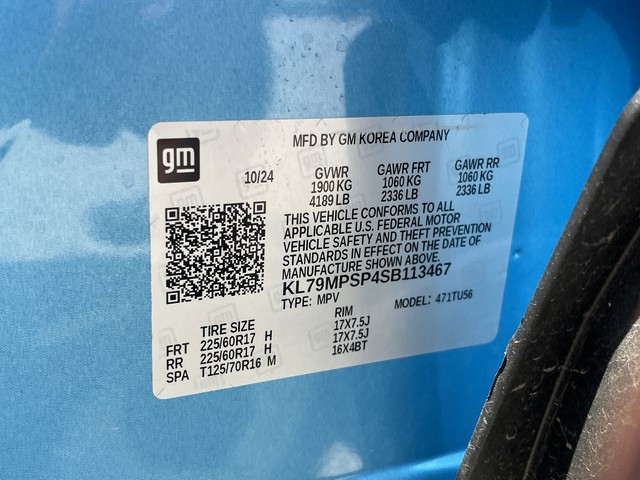 MFD BY GM KOREA COMPANY
gm
10/24 GVWR GAWR FRT GAWR RR
1900 KG 1060 KG 1060 KG
4189 LB 2336 LB 2336 LB
THIS VEHICLE CONFORMS TO ALL
APPLICABLE U.S. FEDERAL MOTOR
VEHICLE SAFETY AND THEFT PREVENTION
STANDARDS IN EFFECT ON THE DATE OF
MANUFACTURE SHOWN ABOVE.
KL79MPSP4SB113467
TYPE: MPV MODEL: 471TU56
TIRE SIZE RIM
FRT 225/60R17 H 17X7.5J
RR 225/60R17 H 17X7.5J
SPA T125/70R16 M 16X4BT